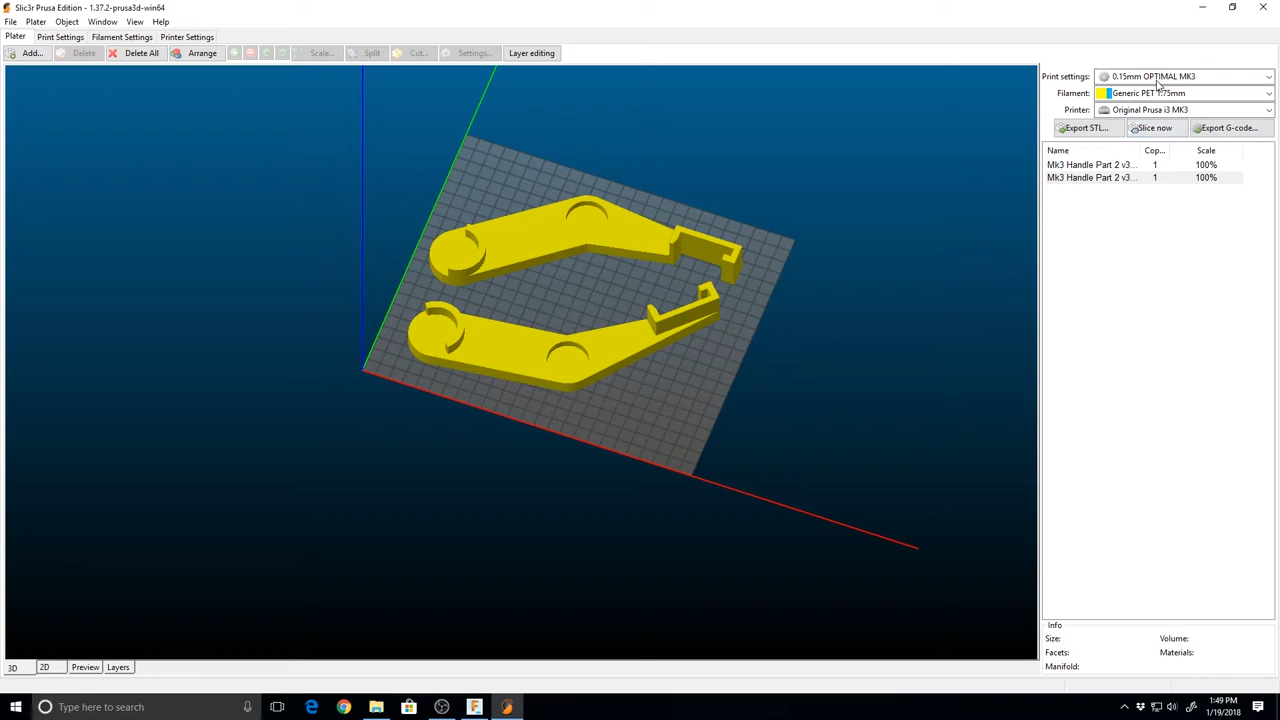 Slic3r Prusa Edition - 1.37.2-prusa3d-win64
File Plater Object Window View Help
Plater Print Settings Filament Settings Printer Settings
Add... Delete Delete All Arrange Scale... Split Cut... Settings... Layer editing
Print settings: 0.15mm OPTIMAL MK3
Filament: Generic PET 1.75mm
Printer: Original Prusa i3 MK3
Export STL... Slice now Export G-code...
Name Cop... Scale
Mk3 Handle Part 2 v3... 1 100%
Mk3 Handle Part 2 v3... 1 100%
Info
Size: Volume:
Facets: Materials:
Manifold:
3D 2D Preview Layers
Type here to search
1:49 PM
1/19/2018